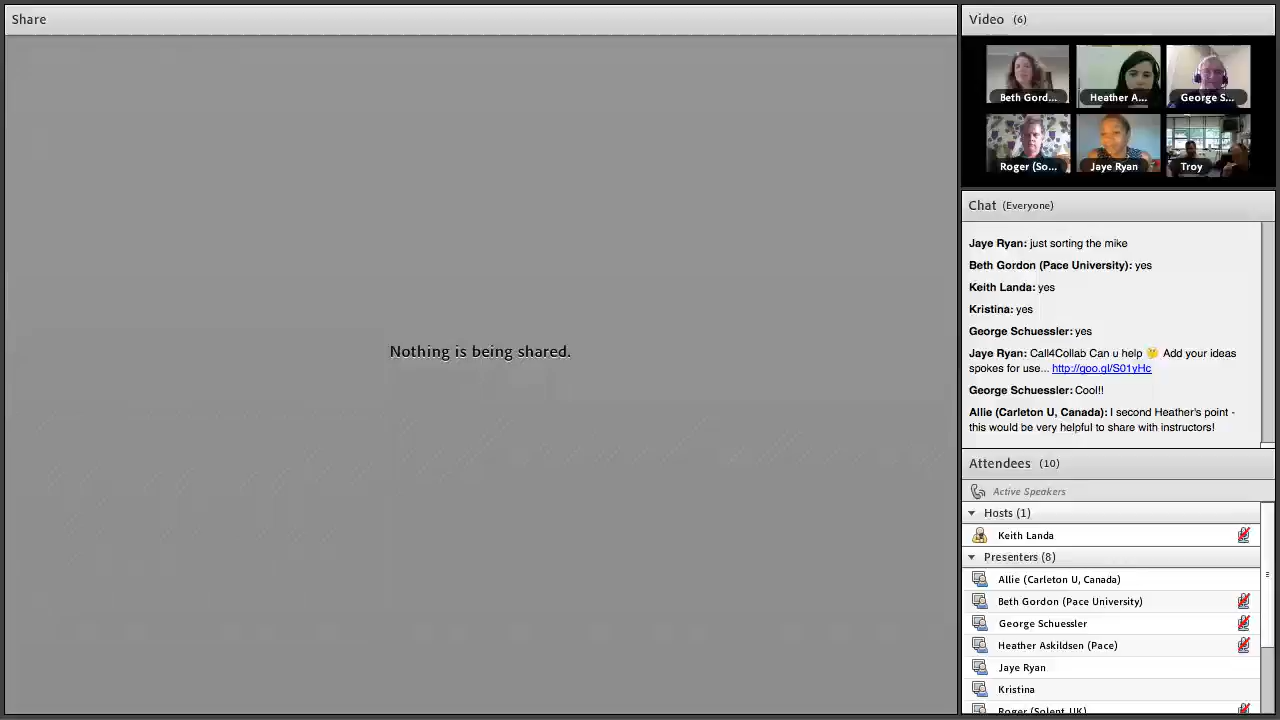 Share
Nothing is being shared.
Video (6)
Beth Gord...
Heather A...
George S...
Roger (So...
Jaye Ryan
Troy
Chat (Everyone)
Jaye Ryan: just sorting the mike
Beth Gordon (Pace University): yes
Keith Landa: yes
Kristina: yes
George Schuessler: yes
Jaye Ryan: Call4Collab Can u help 🤔 Add your ideas
spokes for use... http://goo.gl/S01yHc
George Schuessler: Cool!!
Allie (Carleton U, Canada): I second Heather's point -
this would be very helpful to share with instructors!
Attendees (10)
Active Speakers
Hosts (1)
Keith Landa
Presenters (8)
Allie (Carleton U, Canada)
Beth Gordon (Pace University)
George Schuessler
Heather Askildsen (Pace)
Jaye Ryan
Kristina
Roger (Solent UK)